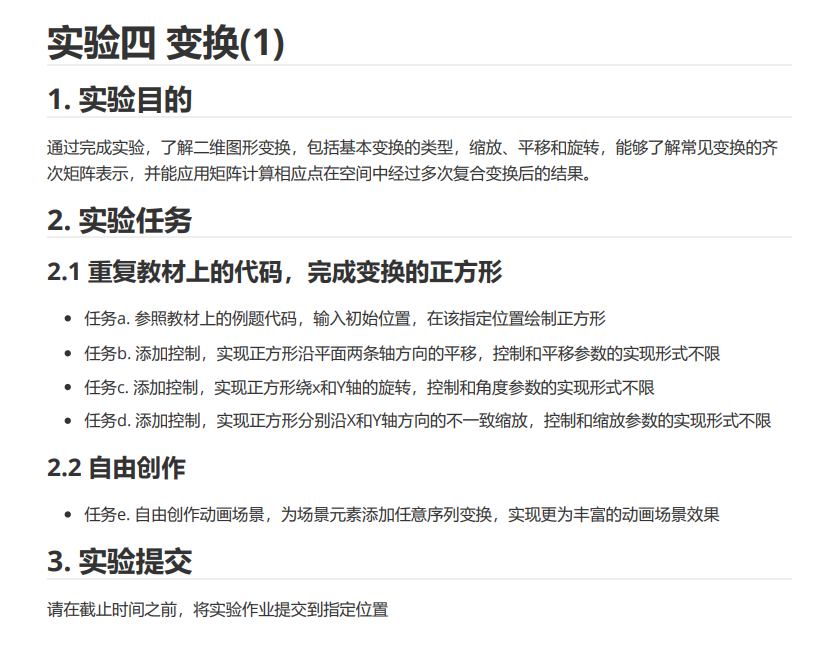 实验四 变换(1)
1. 实验目的
通过完成实验，了解二维图形变换，包括基本变换的类型，缩放、平移和旋转，能够了解常见变换的齐
次矩阵表示，并能应用矩阵计算相应点在空间中经过多次复合变换后的结果。
2. 实验任务
2.1 重复教材上的代码，完成变换的正方形
• 任务a. 参照教材上的例题代码，输入初始位置，在该指定位置绘制正方形
• 任务b. 添加控制，实现正方形沿平面两条轴方向的平移，控制和平移参数的实现形式不限
• 任务c. 添加控制，实现正方形绕x和Y轴的旋转，控制和角度参数的实现形式不限
• 任务d. 添加控制，实现正方形分别沿X和Y轴方向的不一致缩放，控制和缩放参数的实现形式不限
2.2 自由创作
• 任务e. 自由创作动画场景，为场景元素添加任意序列变换，实现更为丰富的动画场景效果
3. 实验提交
请在截止时间之前，将实验作业提交到指定位置